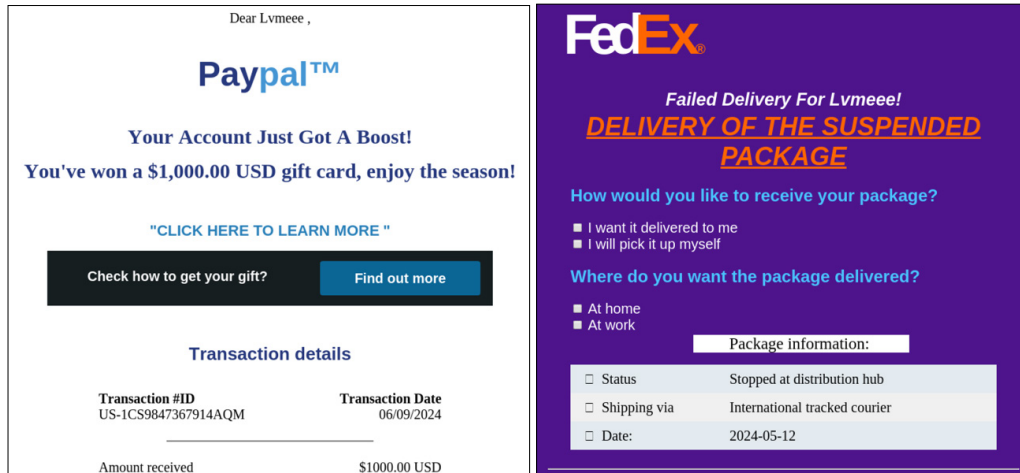 Dear Lvmeee ,
Paypal™
Your Account Just Got A Boost!
You've won a $1,000.00 USD gift card, enjoy the season!
"CLICK HERE TO LEARN MORE "
Check how to get your gift?
Find out more
Transaction details
Transaction #ID
Transaction Date
US-1CS9847367914AQM
06/09/2024
Amount received
$1000.00 USD
FedEx®
Failed Delivery For Lvmeee!
DELIVERY OF THE SUSPENDED
PACKAGE
How would you like to receive your package?
I want it delivered to me
I will pick it up myself
Where do you want the package delivered?
At home
At work
Package information:
Status
Stopped at distribution hub
Shipping via
International tracked courier
Date:
2024-05-12